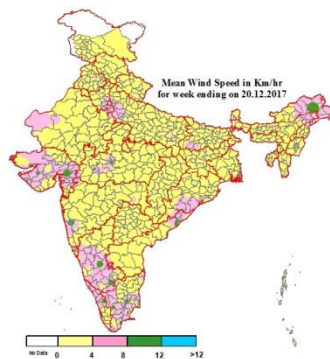 Mean Wind Speed in Km/hr
for week ending on 20.12.2017
No Data 0 4 8 12 >12